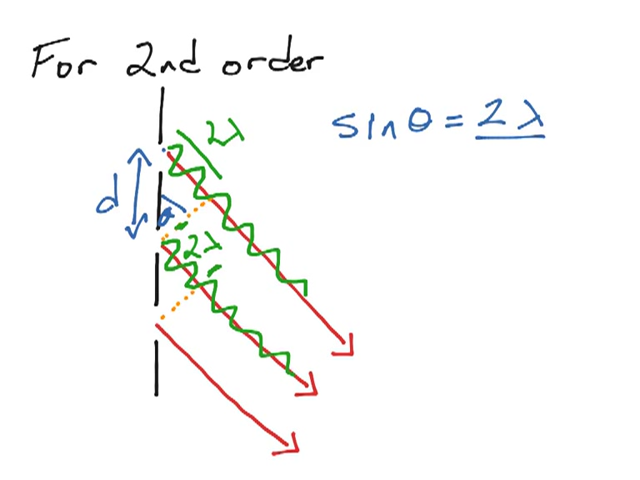 For 2nd order
2λ
sin θ = 2λ
d
θ
2λ